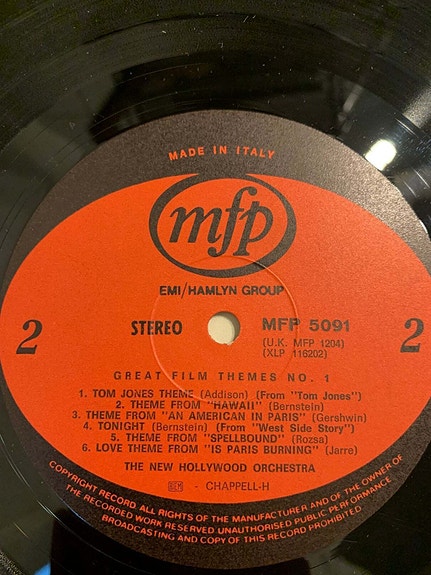 MADE IN ITALY
mfp
EMI/HAMLYN GROUP
2
STEREO
MFP 5091
2
(U.K. MFP 1204)
(XLP 116202)
GREAT FILM THEMES NO. 1
1. TOM JONES THEME (Addison) (From "Tom Jones")
2. THEME FROM "HAWAII" (Bernstein)
3. THEME FROM "AN AMERICAN IN PARIS" (Gershwin)
4. TONIGHT (Bernstein) (From "West Side Story")
5. THEME FROM "SPELLBOUND" (Rozsa)
6. LOVE THEME FROM "IS PARIS BURNING" (Jarre)
THE NEW HOLLYWOOD ORCHESTRA
- CHAPPELL-H
COPYRIGHT RECORD. ALL RIGHTS OF THE MANUFACTURER AND OF THE OWNER OF
THE RECORDED WORK RESERVED UNAUTHORISED PUBLIC PERFORMANCE
BROADCASTING AND COPY OF THIS RECORD PROHIBITED